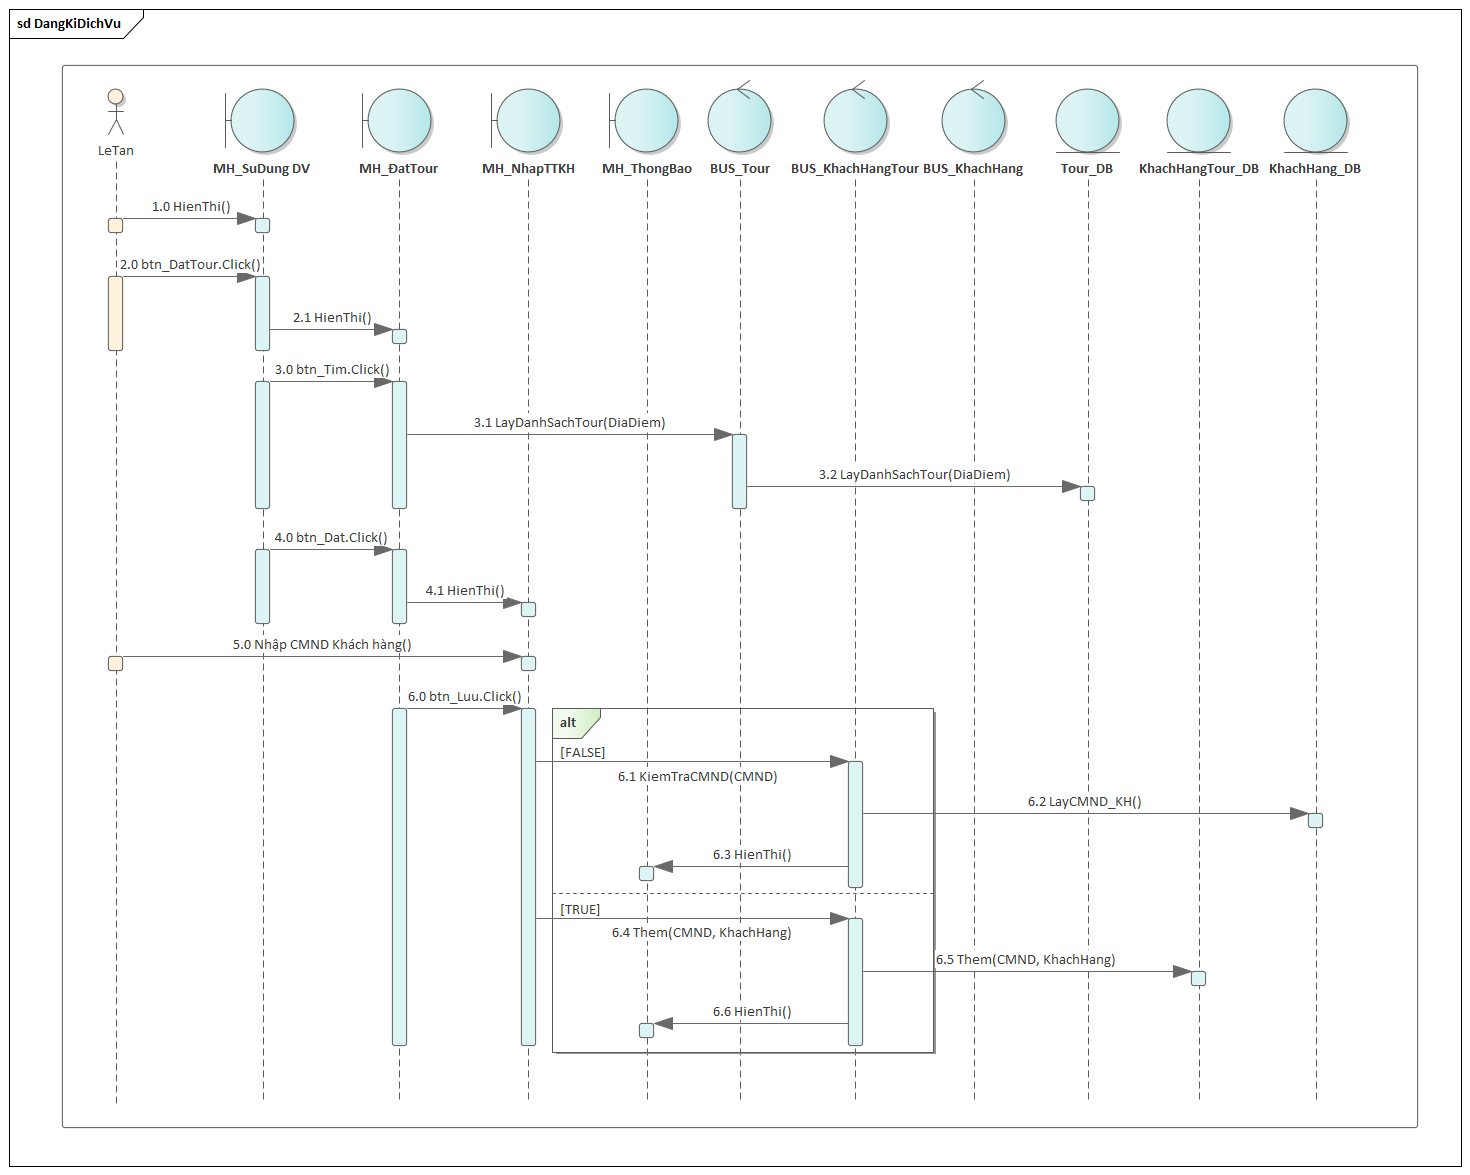 sd DangKiDichVu
LeTan
MH_SuDung DV
MH_ĐatTour
MH_NhapTTKH
MH_ThongBao
BUS_Tour
BUS_KhachHangTour
BUS_KhachHang
Tour_DB
KhachHangTour_DB
KhachHang_DB
1.0 HienThi()
2.0 btn_DatTour.Click()
2.1 HienThi()
3.0 btn_Tim.Click()
3.1 LayDanhSachTour(DiaDiem)
3.2 LayDanhSachTour(DiaDiem)
4.0 btn_Dat.Click()
4.1 HienThi()
5.0 Nhập CMND Khách hàng()
6.0 btn_Luu.Click()
alt
[FALSE]
6.1 KiemTraCMND(CMND)
6.2 LayCMND_KH()
6.3 HienThi()
[TRUE]
6.4 Them(CMND, KhachHang)
6.5 Them(CMND, KhachHang)
6.6 HienThi()